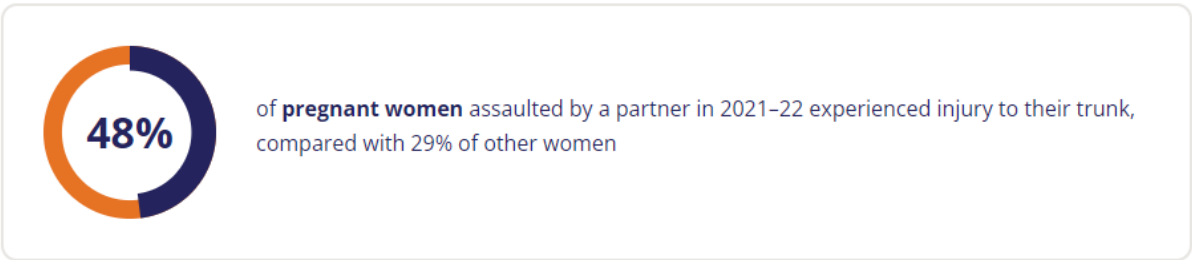 48%
of pregnant women assaulted by a partner in 2021–22 experienced injury to their trunk,
compared with 29% of other women